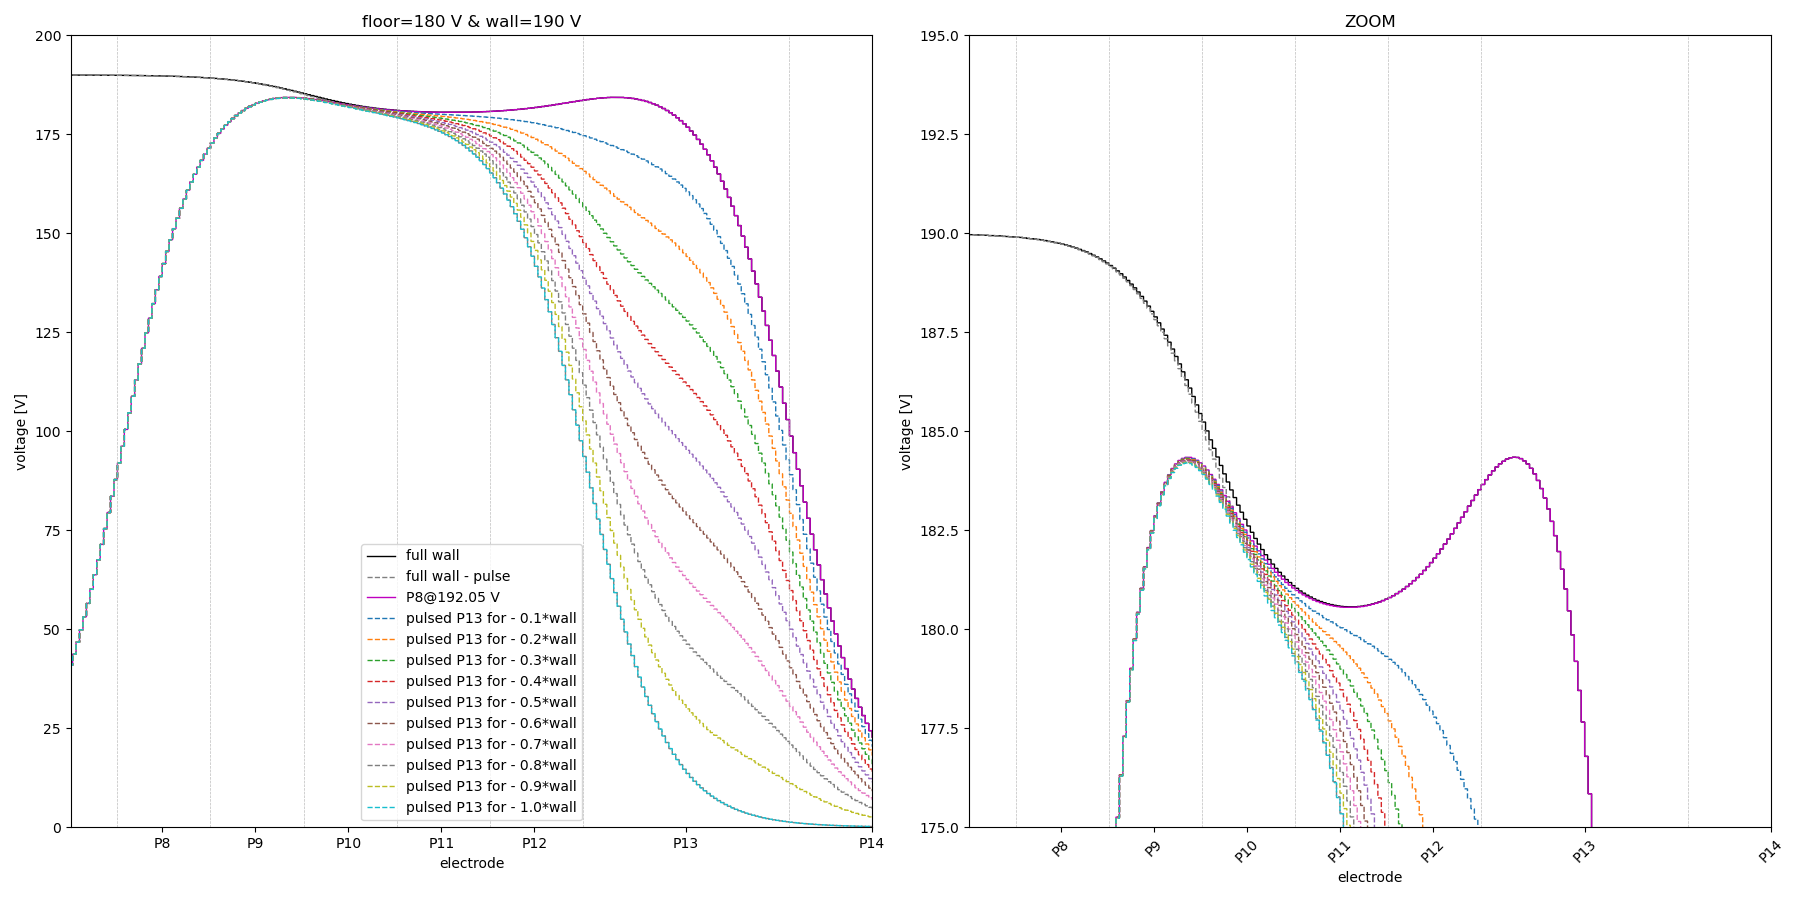 floor=180 V & wall=190 V
200
175
150
125
100
75
50
25
0
voltage [V]
full wall
full wall - pulse
P8@192.05 V
pulsed P13 for - 0.1*wall
pulsed P13 for - 0.2*wall
pulsed P13 for - 0.3*wall
pulsed P13 for - 0.4*wall
pulsed P13 for - 0.5*wall
pulsed P13 for - 0.6*wall
pulsed P13 for - 0.7*wall
pulsed P13 for - 0.8*wall
pulsed P13 for - 0.9*wall
pulsed P13 for - 1.0*wall
P8 P9 P10 P11 P12 P13 P14
electrode
ZOOM
195.0
192.5
190.0
187.5
185.0
182.5
180.0
177.5
175.0
voltage [V]
P8 P9 P10 P11 P12 P13 P14
electrode